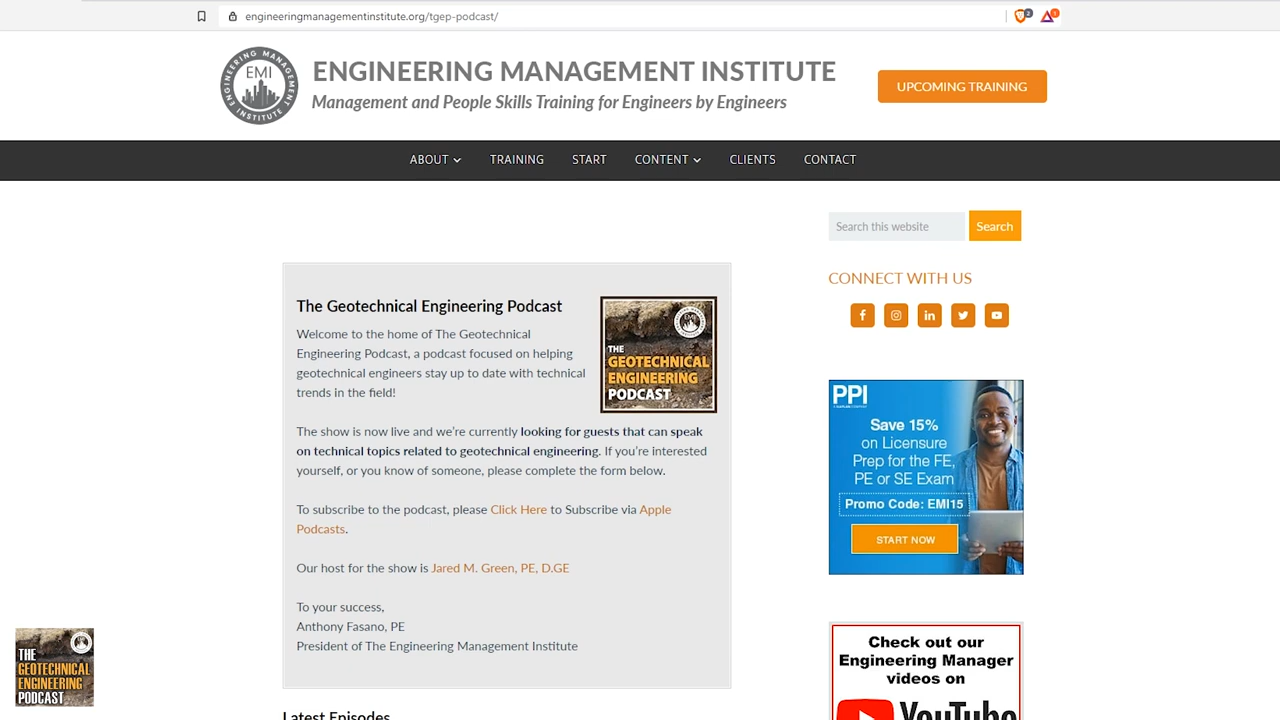 engineeringmanagementinstitute.org/tgep-podcast/
2
1
ENGINEERING MANAGEMENT INSTITUTE
EMI
ENGINEERING MANAGEMENT INSTITUTE
Management and People Skills Training for Engineers by Engineers
UPCOMING TRAINING
ABOUT TRAINING START CONTENT CLIENTS CONTACT
Search this website Search
CONNECT WITH US
The Geotechnical Engineering Podcast
Welcome to the home of The Geotechnical
Engineering Podcast, a podcast focused on helping
geotechnical engineers stay up to date with technical
trends in the field!
EMI
THE
GEOTECHNICAL
ENGINEERING
PODCAST
The show is now live and we’re currently looking for guests that can speak
on technical topics related to geotechnical engineering. If you’re interested
yourself, or you know of someone, please complete the form below.
To subscribe to the podcast, please Click Here to Subscribe via Apple
Podcasts.
Our host for the show is Jared M. Green, PE, D.GE
To your success,
Anthony Fasano, PE
President of The Engineering Management Institute
Latest Episodes
PPI
Save 15%
on Licensure
Prep for the FE,
PE or SE Exam
Promo Code: EMI15
START NOW
Check out our
Engineering Manager
videos on
YouTube
THE
GEOTECHNICAL
ENGINEERING
PODCAST